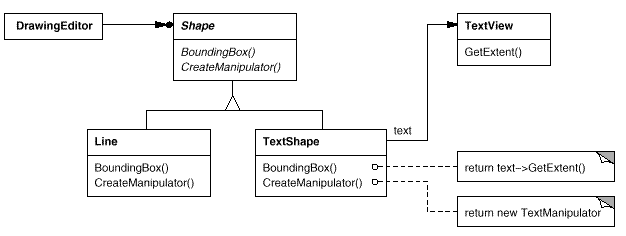 DrawingEditor
Shape
BoundingBox()
CreateManipulator()
TextView
GetExtent()
text
Line
BoundingBox()
CreateManipulator()
TextShape
BoundingBox()
CreateManipulator()
return text->GetExtent()
return new TextManipulator